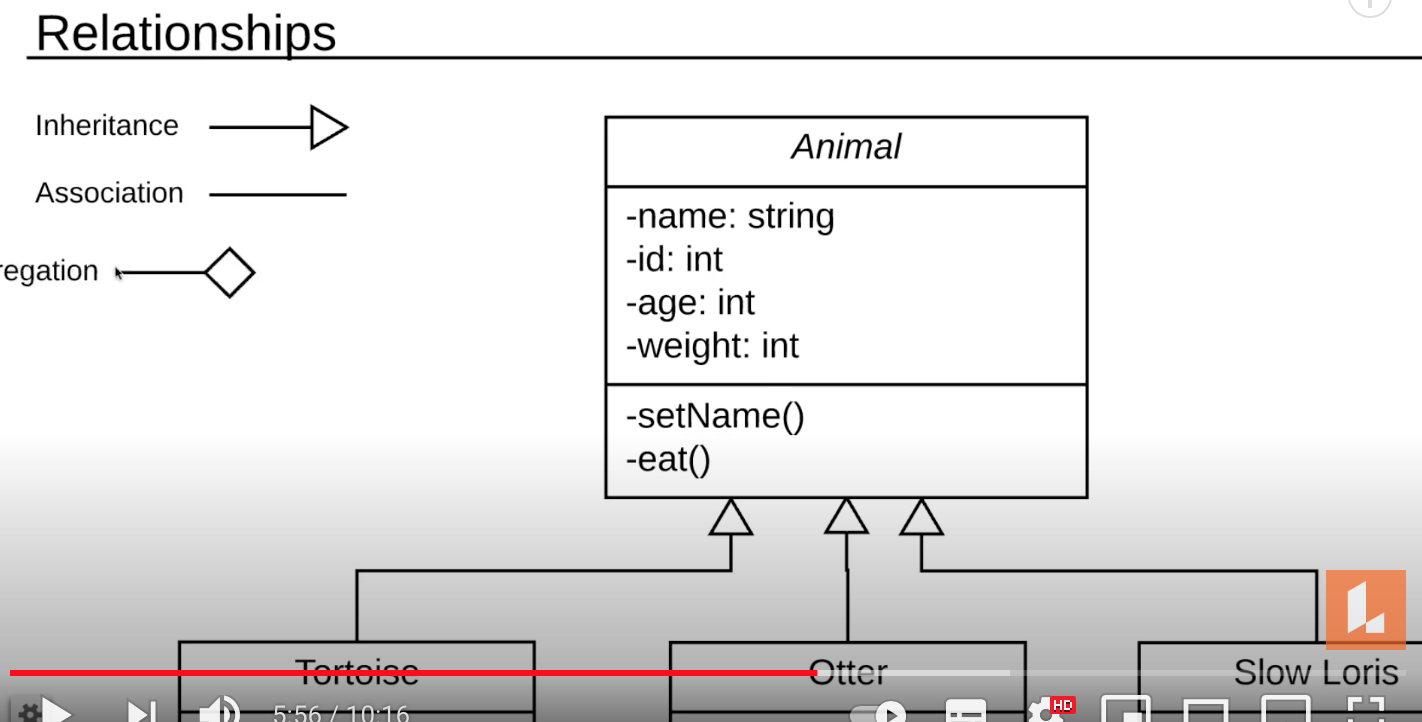 Relationships
Inheritance
Association
regation
Animal
-name: string
-id: int
-age: int
-weight: int
-setName()
-eat()
Tortoise
Otter
Slow Loris
5:56 / 10:16
HD